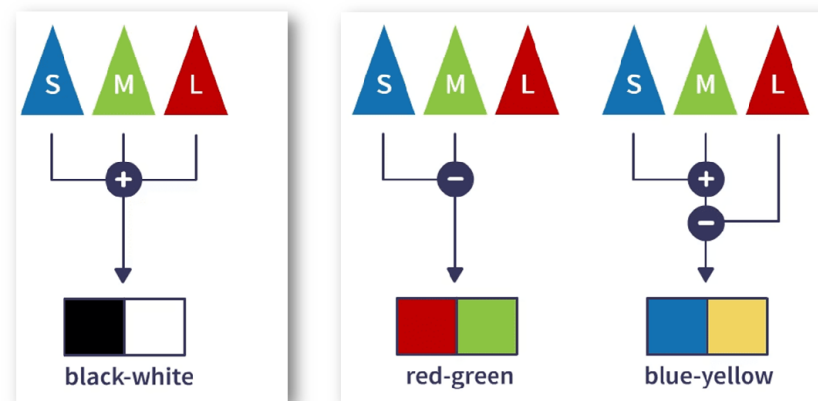 S M L
+
black-white
S M L
−
red-green
S M L
+
−
blue-yellow